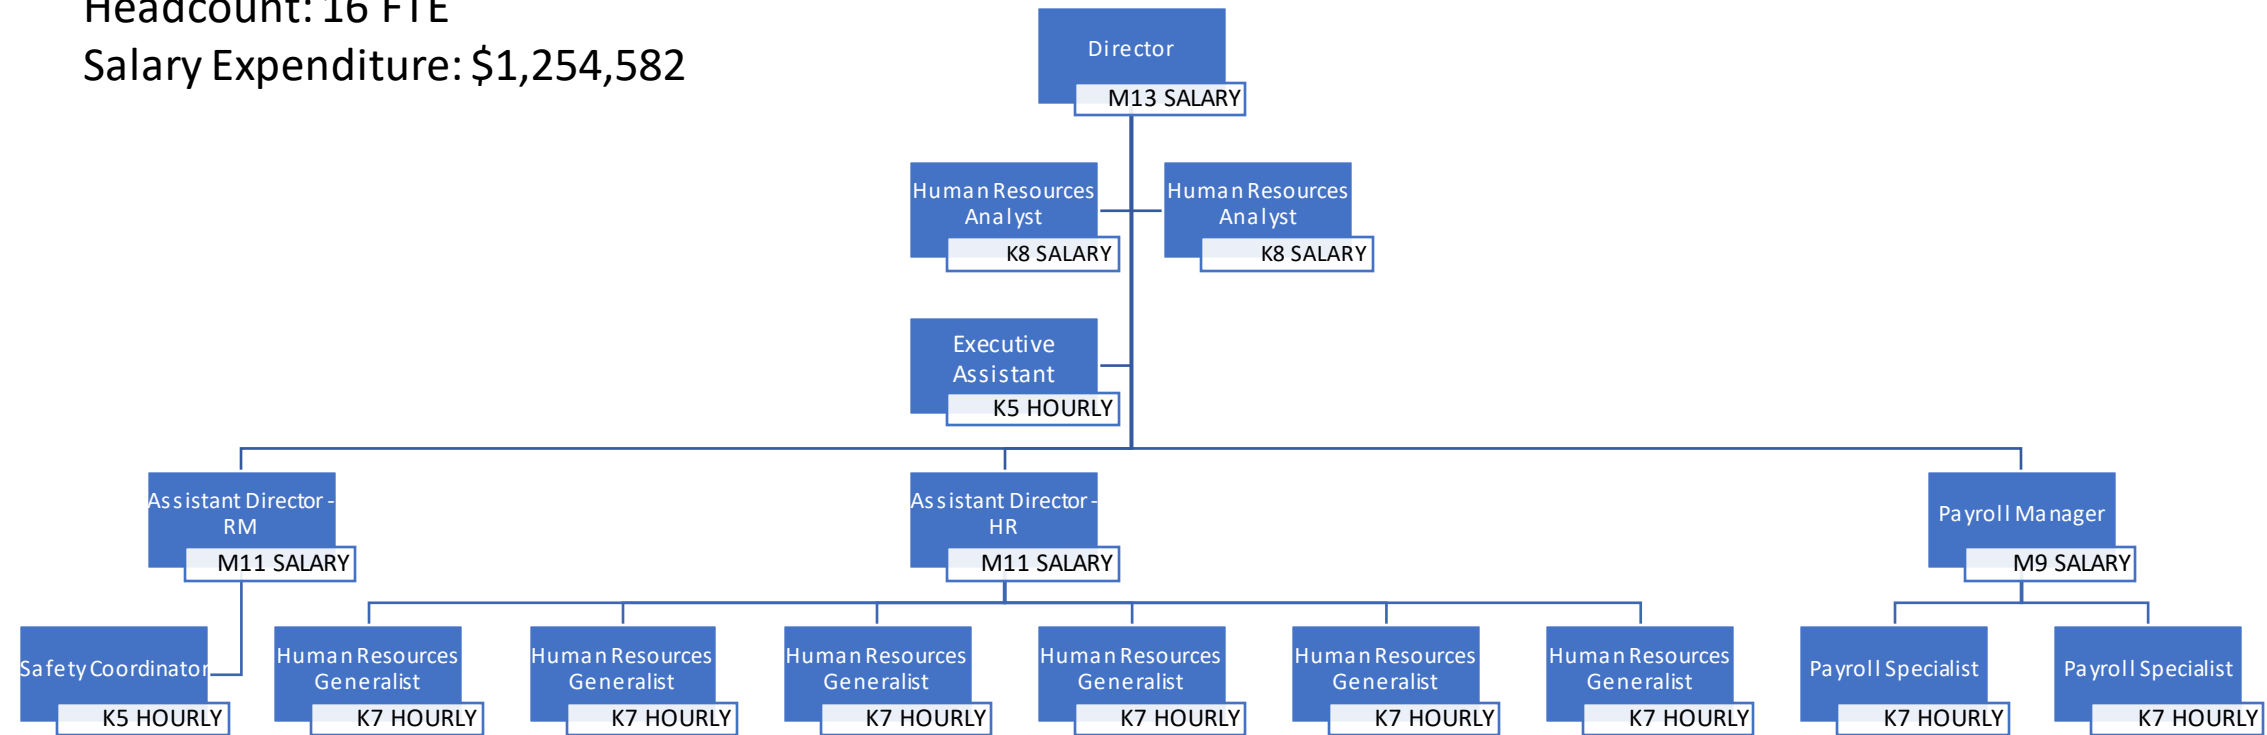 Headcount: 16 FTE
Salary Expenditure: $1,254,582
Director
M13 SALARY
Human Resources
Analyst
K8 SALARY
Human Resources
Analyst
K8 SALARY
Executive
Assistant
K5 HOURLY
Assistant Director -
RM
M11 SALARY
Assistant Director -
HR
M11 SALARY
Payroll Manager
M9 SALARY
Safety Coordinator
K5 HOURLY
Human Resources
Generalist
K7 HOURLY
Human Resources
Generalist
K7 HOURLY
Human Resources
Generalist
K7 HOURLY
Human Resources
Generalist
K7 HOURLY
Human Resources
Generalist
K7 HOURLY
Human Resources
Generalist
K7 HOURLY
Payroll Specialist
K7 HOURLY
Payroll Specialist
K7 HOURLY